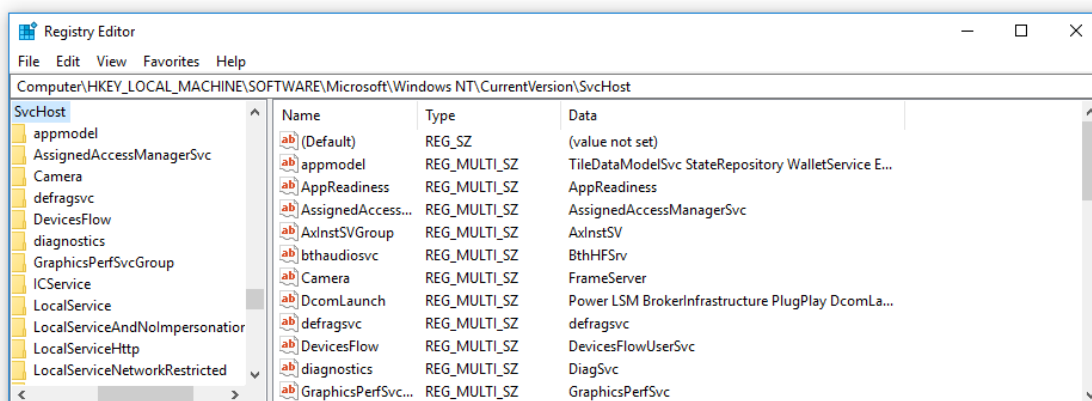 Registry Editor
File Edit View Favorites Help
Computer\HKEY_LOCAL_MACHINE\SOFTWARE\Microsoft\Windows NT\CurrentVersion\SvcHost
SvcHost
appmodel
AssignedAccessManagerSvc
Camera
defragsvc
DevicesFlow
diagnostics
GraphicsPerfSvcGroup
ICService
LocalService
LocalServiceAndNoImpersonation
LocalServiceHttp
LocalServiceNetworkRestricted
Name Type Data
(Default) REG_SZ (value not set)
appmodel REG_MULTI_SZ TileDataModelSvc StateRepository WalletService E...
AppReadiness REG_MULTI_SZ AppReadiness
AssignedAccess... REG_MULTI_SZ AssignedAccessManagerSvc
AxInstSVGroup REG_MULTI_SZ AxInstSV
bthaudiosvc REG_MULTI_SZ BthHFSrv
Camera REG_MULTI_SZ FrameServer
DcomLaunch REG_MULTI_SZ Power LSM BrokerInfrastructure PlugPlay DcomLa...
defragsvc REG_MULTI_SZ defragsvc
DevicesFlow REG_MULTI_SZ DevicesFlowUserSvc
diagnostics REG_MULTI_SZ DiagSvc
GraphicsPerfSvc... REG_MULTI_SZ GraphicsPerfSvc